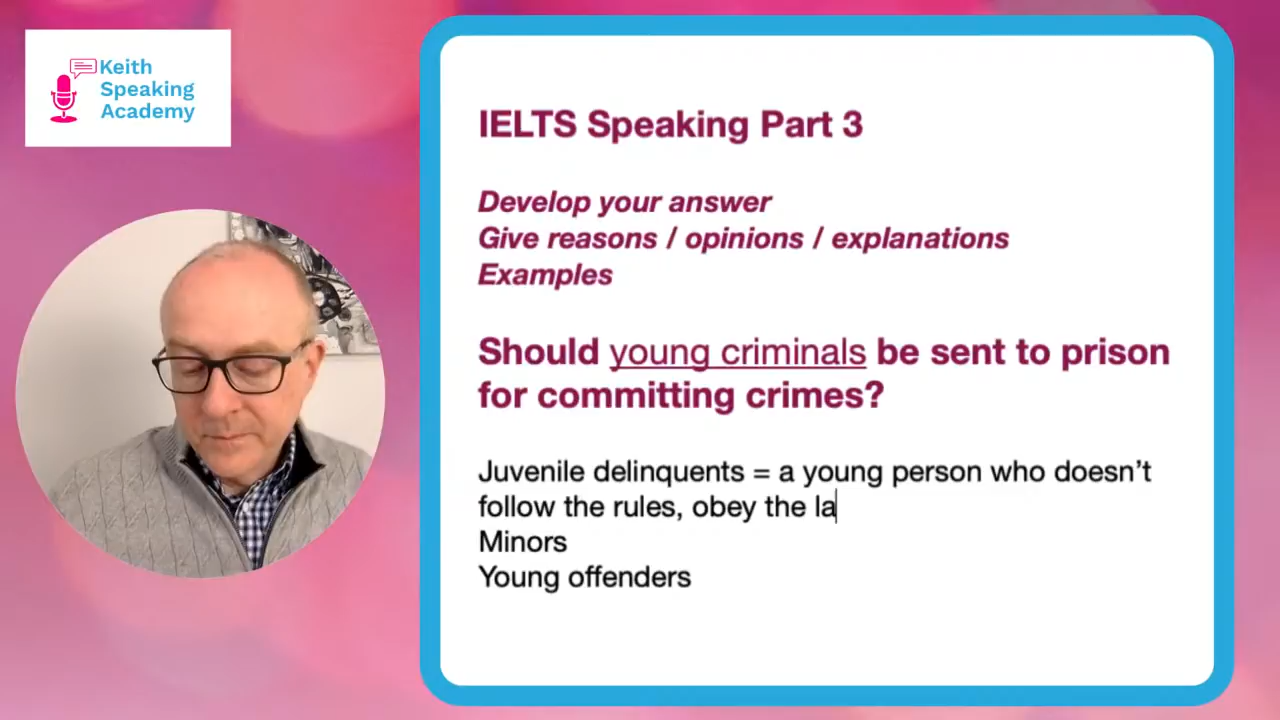 Keith
Speaking
Academy
IELTS Speaking Part 3
Develop your answer
Give reasons / opinions / explanations
Examples
Should young criminals be sent to prison
for committing crimes?
Juvenile delinquents = a young person who doesn’t
follow the rules, obey the la
Minors
Young offenders